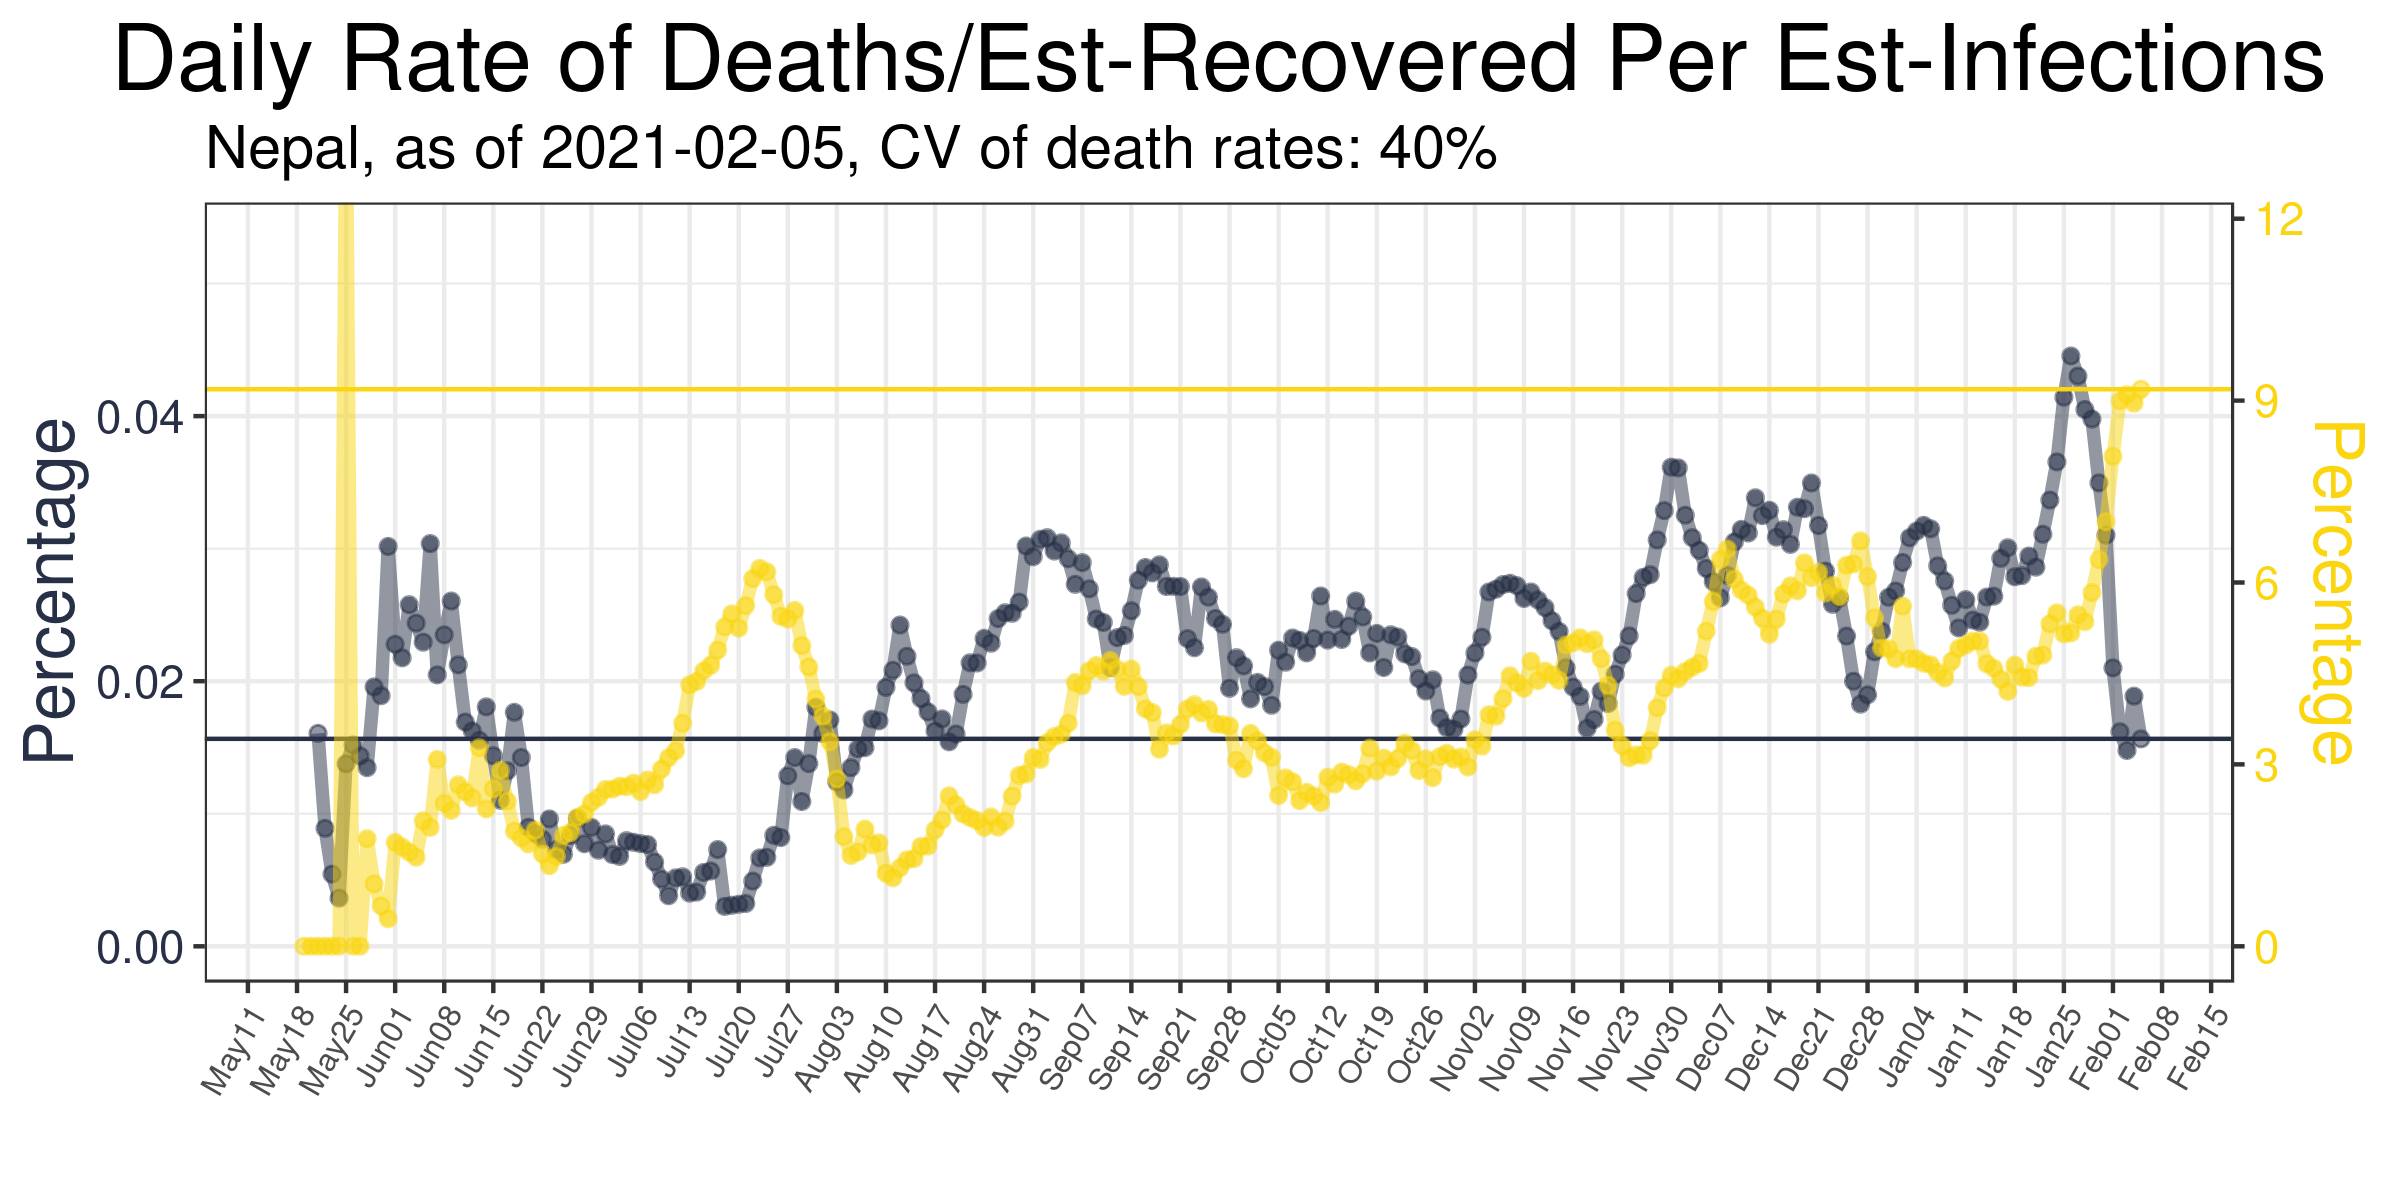 Daily Rate of Deaths/Est-Recovered Per Est-Infections
Nepal, as of 2021-02-05, CV of death rates: 40%
Percentage
0.04
0.02
0.00
12
9
6
3
0
Percentage
May11 May18 May25 Jun01 Jun08 Jun15 Jun22 Jun29 Jul06 Jul13 Jul20 Jul27 Aug03 Aug10 Aug17 Aug24 Aug31 Sep07 Sep14 Sep21 Sep28 Oct05 Oct12 Oct19 Oct26 Nov02 Nov09 Nov16 Nov23 Nov30 Dec07 Dec14 Dec21 Dec28 Jan04 Jan11 Jan18 Jan25 Feb01 Feb08 Feb15